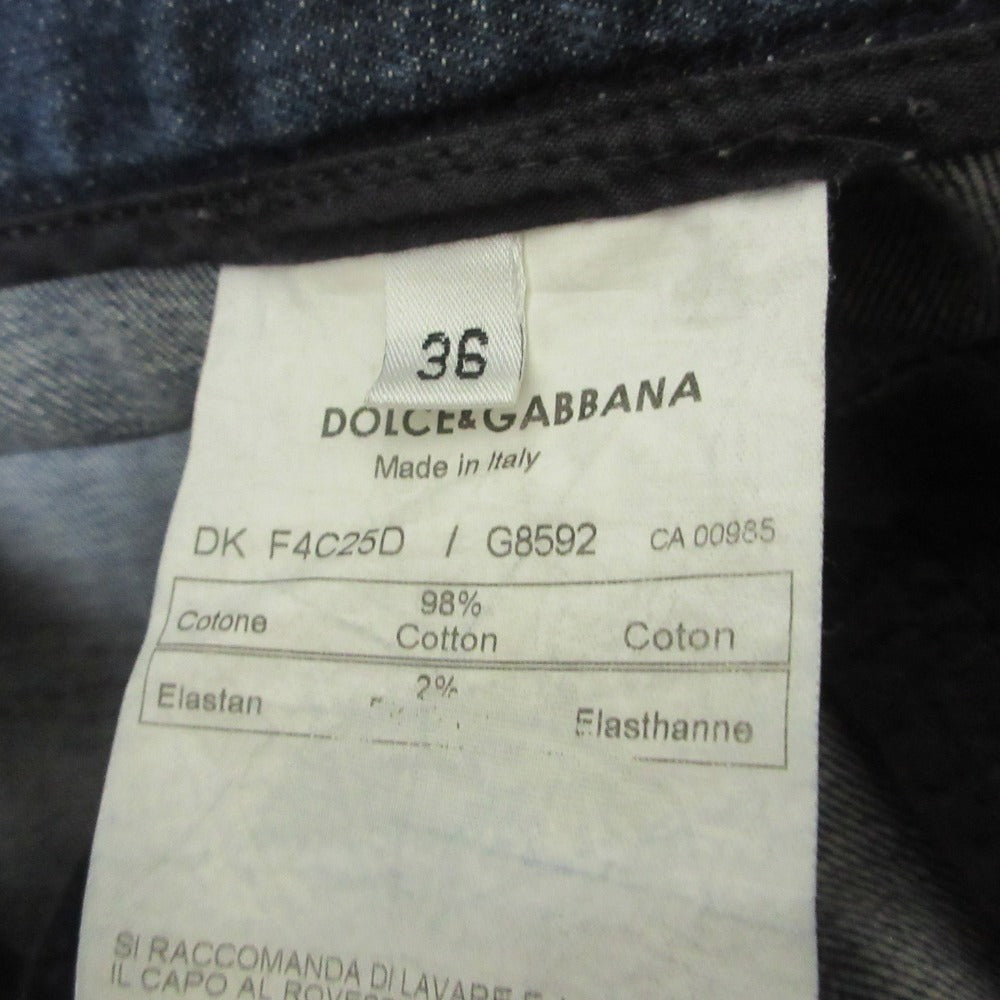 36
DOLCE&GABBANA
Made in Italy
DK F4C25D / G8592 CA 00985
98%
Cotone Cotton Coton
2%
Elastan Elasthanne
SI RACCOMANDA DI LAVARE
IL CAPO AL